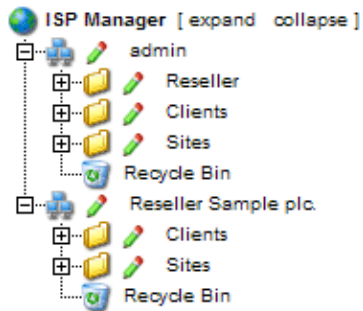 ISP Manager [ expand collapse ]
admin
Reseller
Clients
Sites
Recycle Bin
Reseller Sample plc.
Clients
Sites
Recycle Bin